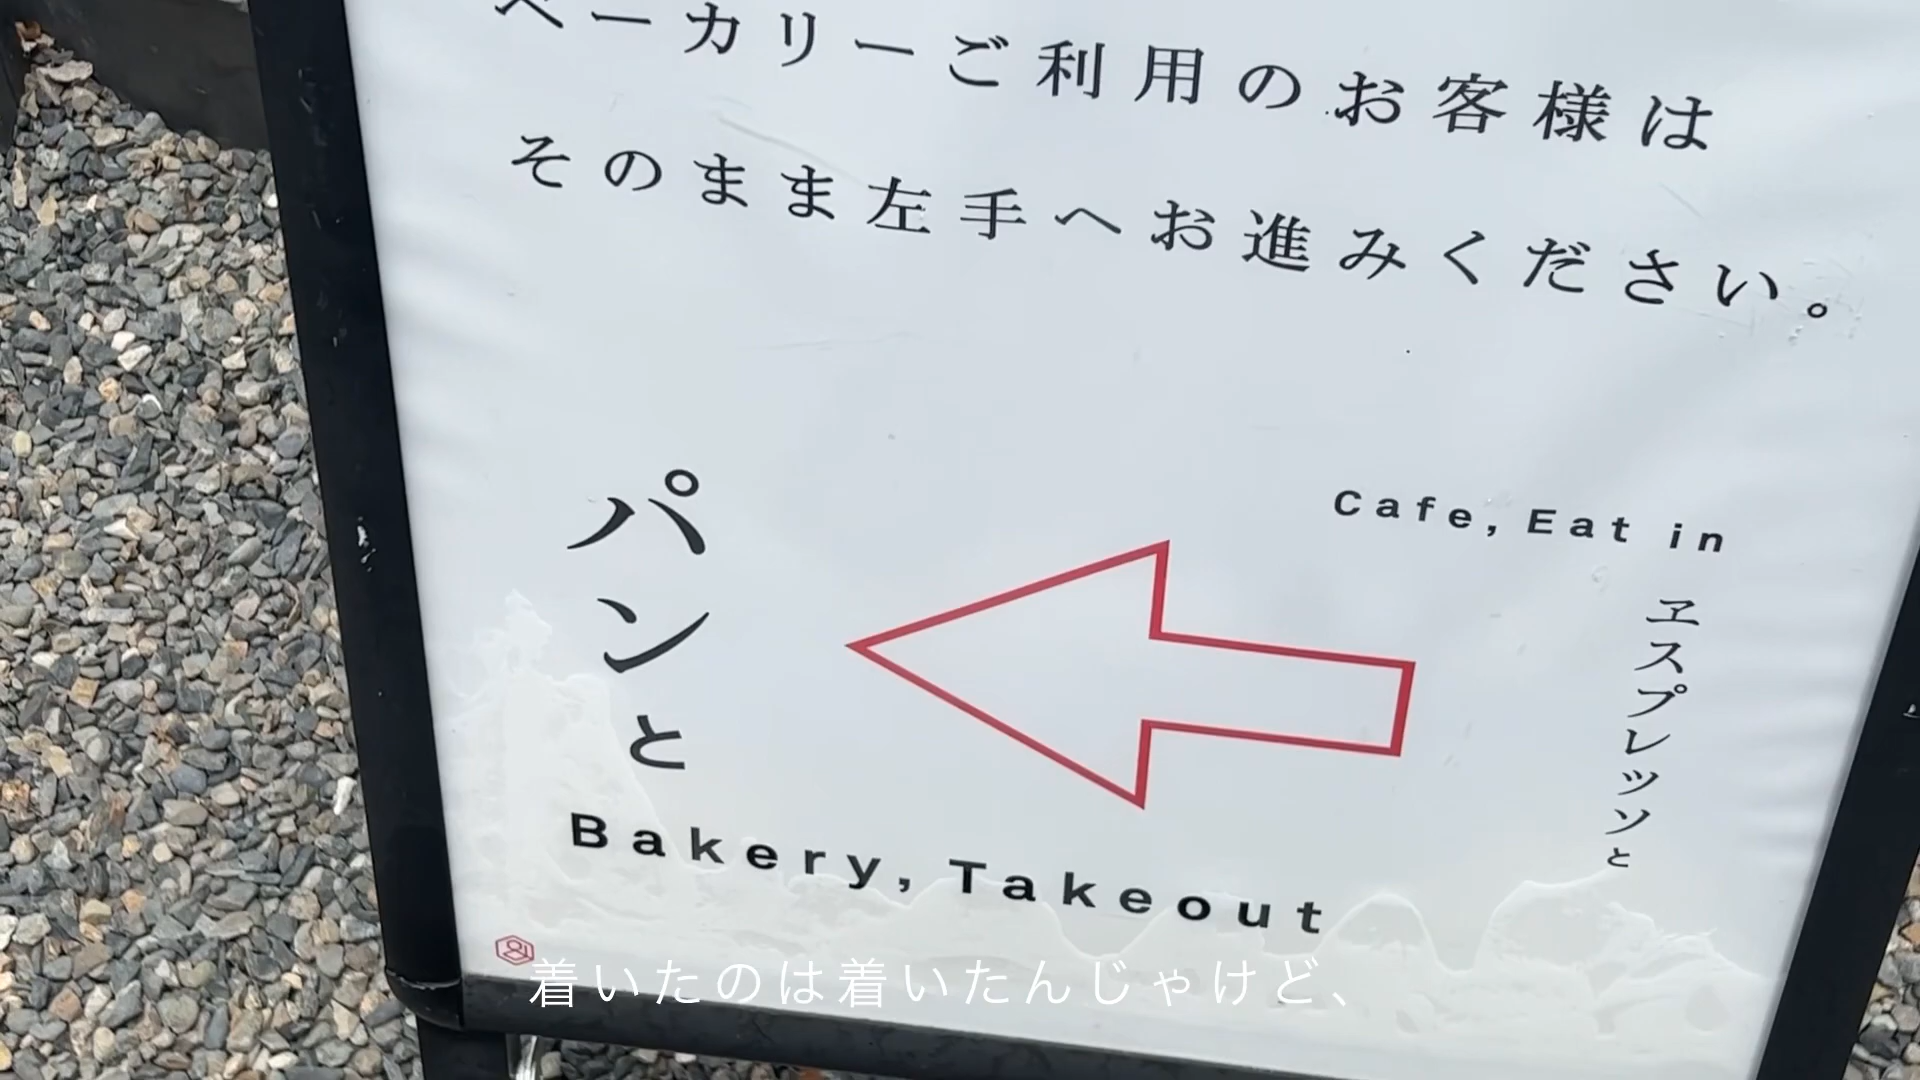 ベーカリーご利用のお客様は
そのまま左手へお進みください。
Cafe, Eat in
ヱスプレッソと
パンと
Bakery, Takeout
着いたのは着いたんじゃけど、